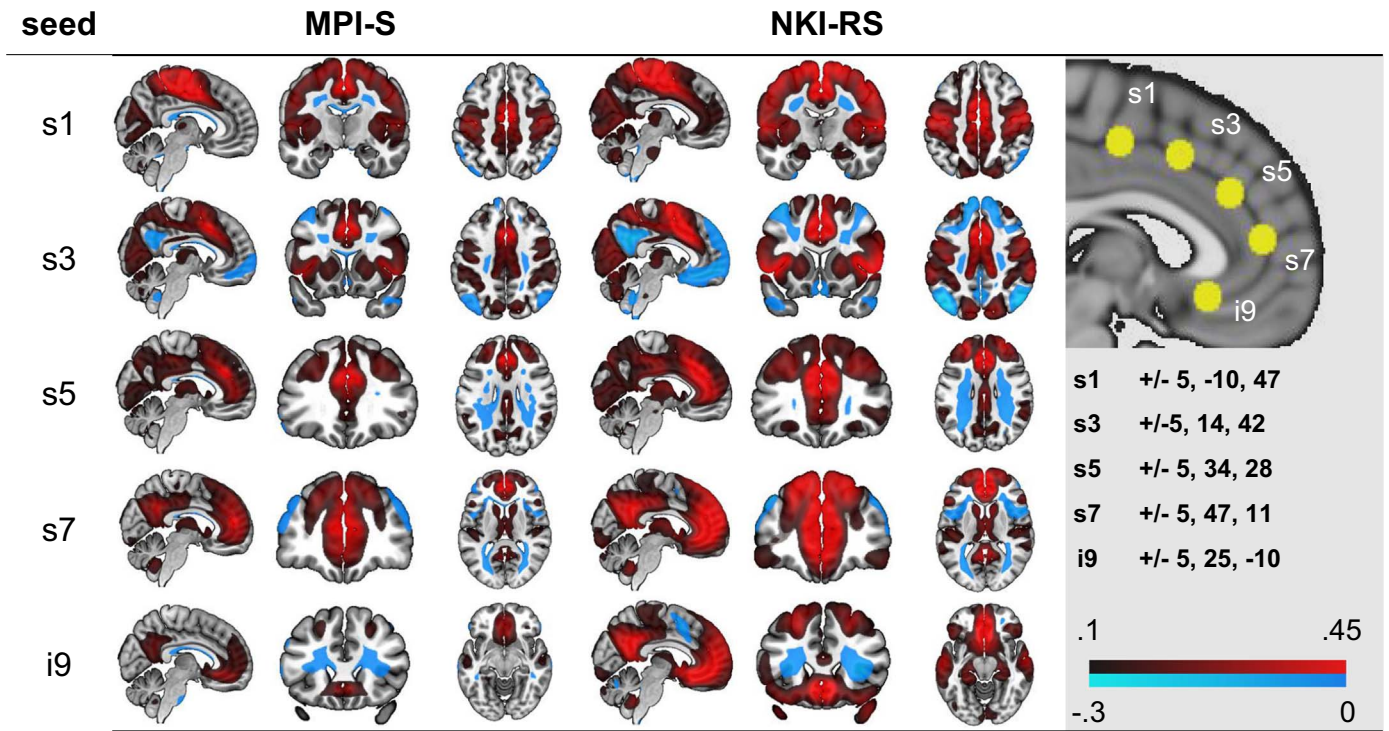 seed MPI-S NKI-RS
s1
s3
s5
s7
i9
s1
s3
s5
s7
i9
s1 +/- 5, -10, 47
s3 +/-5, 14, 42
s5 +/- 5, 34, 28
s7 +/- 5, 47, 11
i9 +/- 5, 25, -10
.1 .45
-.3 0